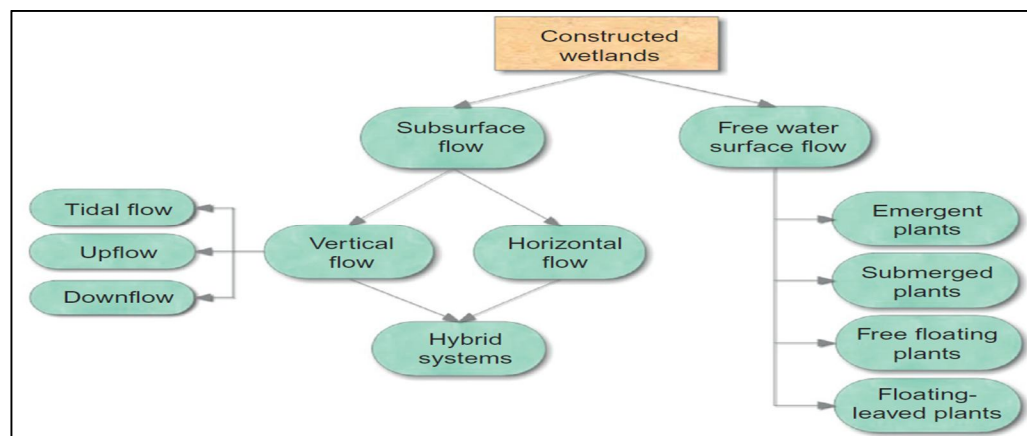 Constructed
wetlands
Subsurface
flow
Free water
surface flow
Tidal flow
Upflow
Downflow
Vertical
flow
Horizontal
flow
Hybrid
systems
Emergent
plants
Submerged
plants
Free floating
plants
Floating-
leaved plants